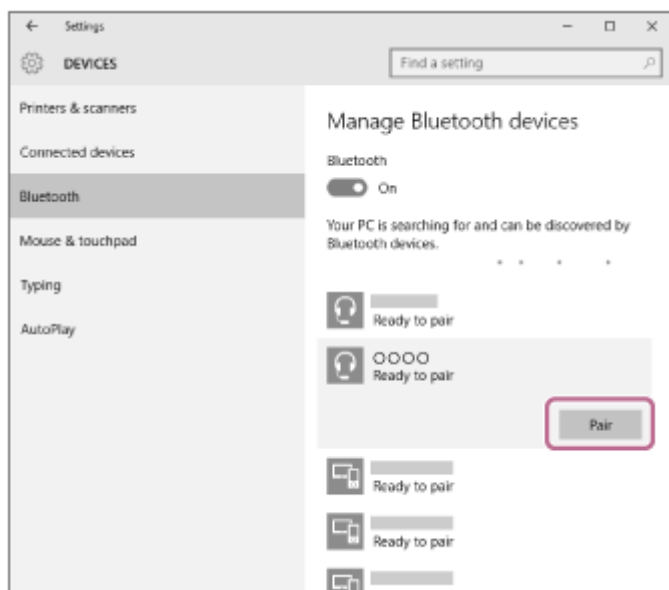 Settings
DEVICES
Find a setting
Printers & scanners
Connected devices
Bluetooth
Mouse & touchpad
Typing
AutoPlay
Manage Bluetooth devices
Bluetooth
On
Your PC is searching for and can be discovered by
Bluetooth devices.
Ready to pair
OOOO
Ready to pair
Pair
Ready to pair
Ready to pair